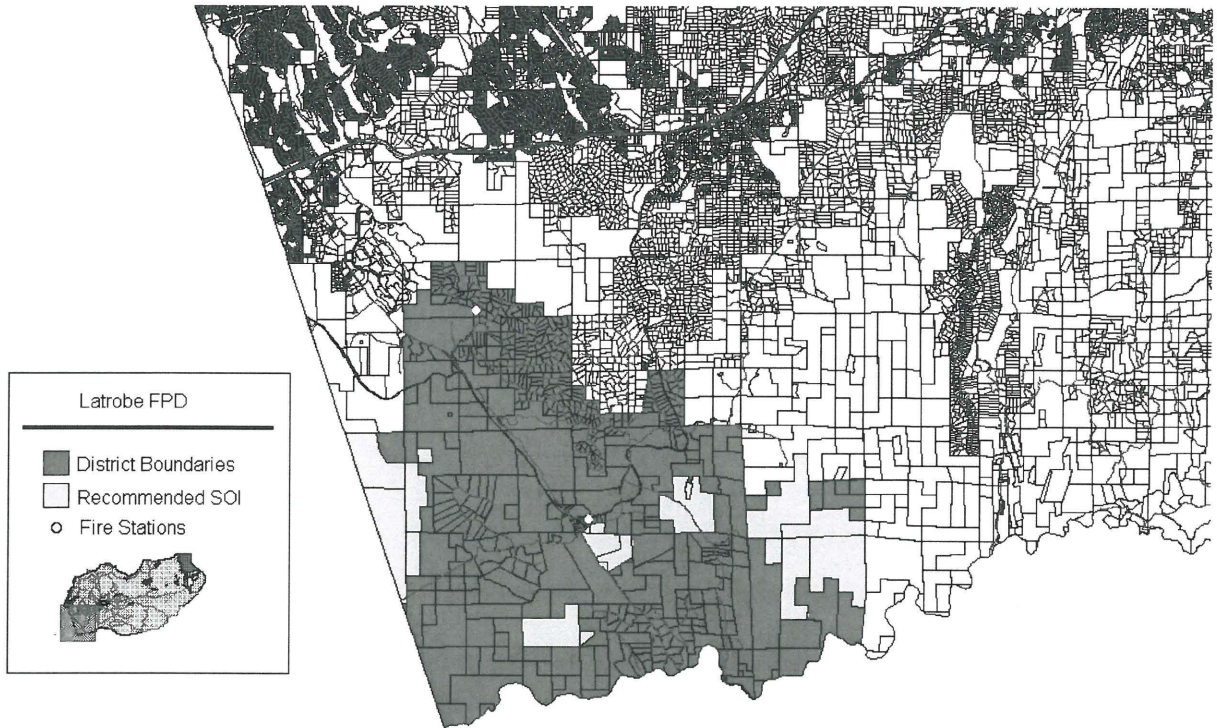 Latrobe FPD
District Boundaries
Recommended SOI
Fire Stations